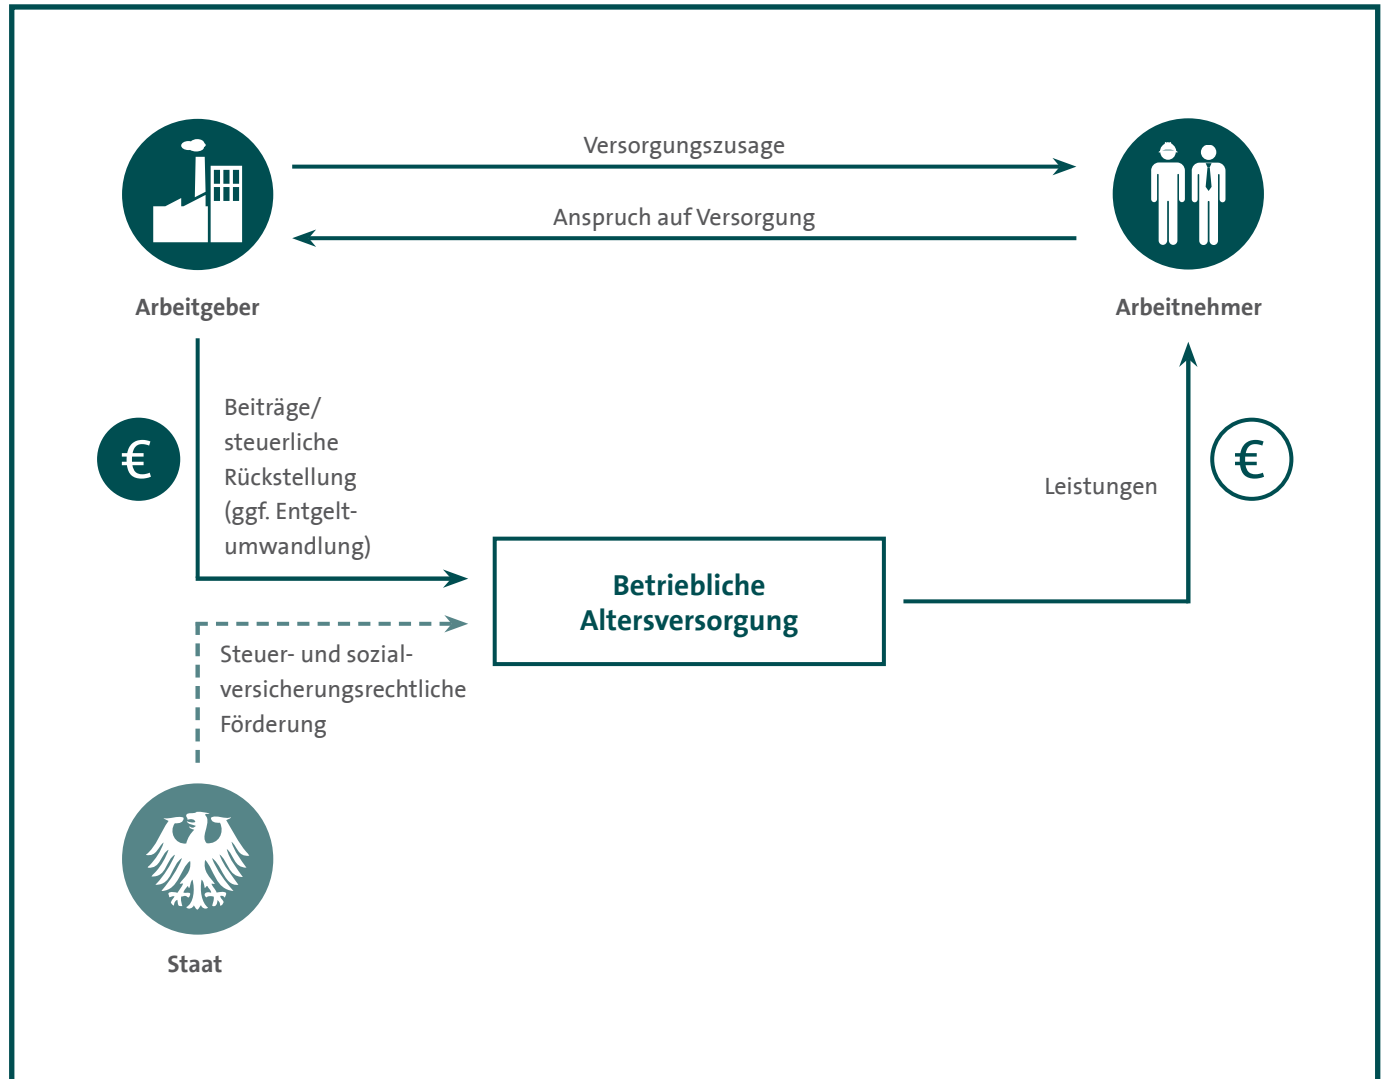 Versorgungszusage
Anspruch auf Versorgung
Arbeitgeber
Arbeitnehmer
€
Beiträge/
steuerliche
Rückstellung
(ggf. Entgelt-
umwandlung)
Leistungen
€
Betriebliche
Altersversorgung
Steuer- und sozial-
versicherungsrechtliche
Förderung
Staat